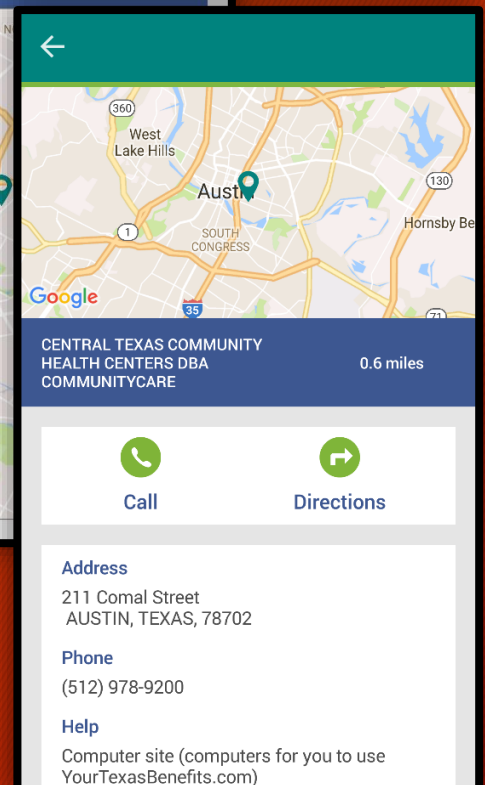 N
360
West
Lake Hills
Austin
130
Hornsby Be
1
SOUTH
CONGRESS
Google
35
71
CENTRAL TEXAS COMMUNITY
HEALTH CENTERS DBA
COMMUNITYCARE
0.6 miles
Call
Directions
Address
211 Comal Street
AUSTIN, TEXAS, 78702
Phone
(512) 978-9200
Help
Computer site (computers for you to use
YourTexasBenefits.com)